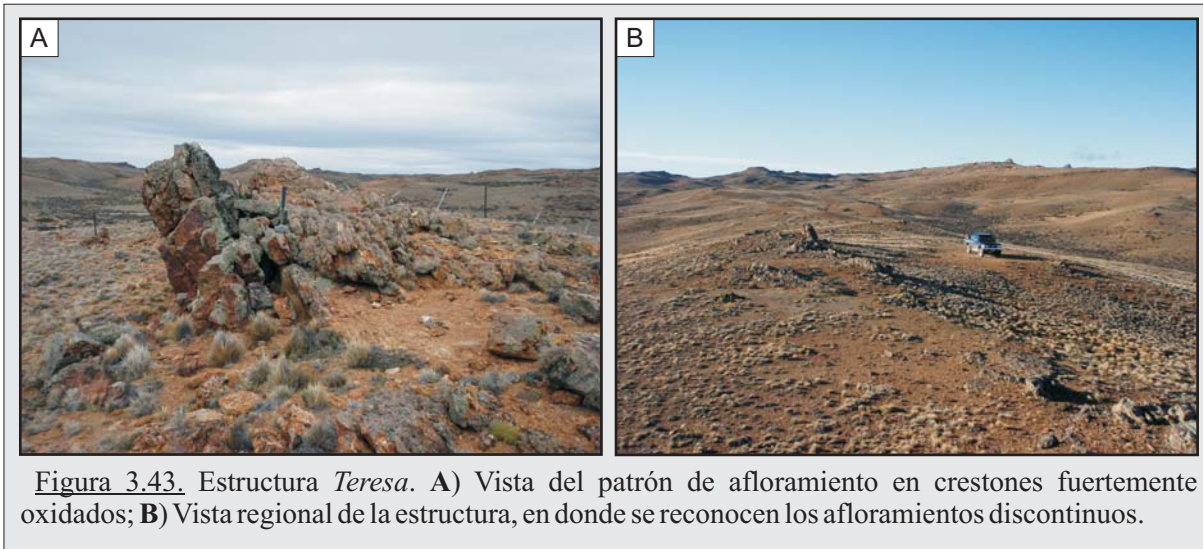 A
B
Figura 3.43. Estructura Teresa. A) Vista del patrón de afloramiento en crestones fuertemente
oxidados; B) Vista regional de la estructura, en donde se reconocen los afloramientos discontinuos.